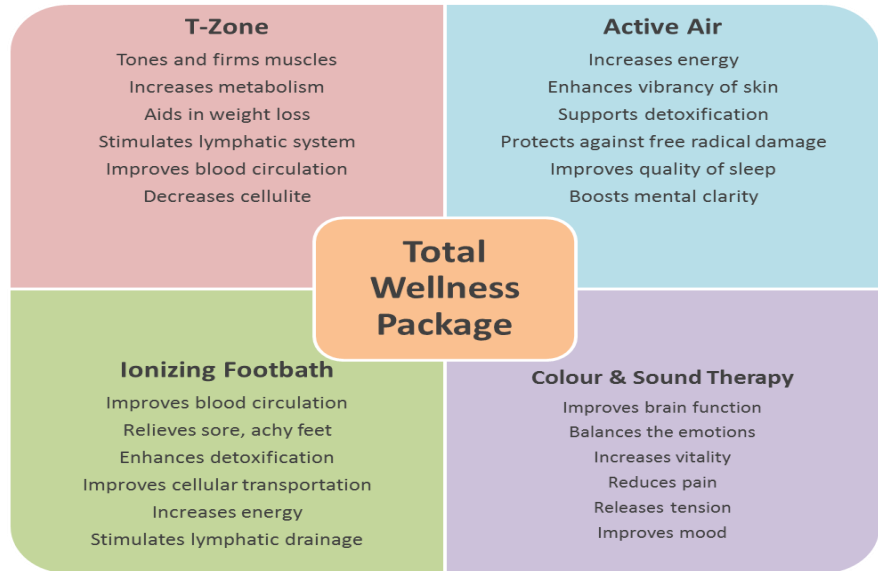 T-Zone
Tones and firms muscles
Increases metabolism
Aids in weight loss
Stimulates lymphatic system
Improves blood circulation
Decreases cellulite
Active Air
Increases energy
Enhances vibrancy of skin
Supports detoxification
Protects against free radical damage
Improves quality of sleep
Boosts mental clarity
Total
Wellness
Package
Ionizing Footbath
Improves blood circulation
Relieves sore, achy feet
Enhances detoxification
Improves cellular transportation
Increases energy
Stimulates lymphatic drainage
Colour & Sound Therapy
Improves brain function
Balances the emotions
Increases vitality
Reduces pain
Releases tension
Improves mood